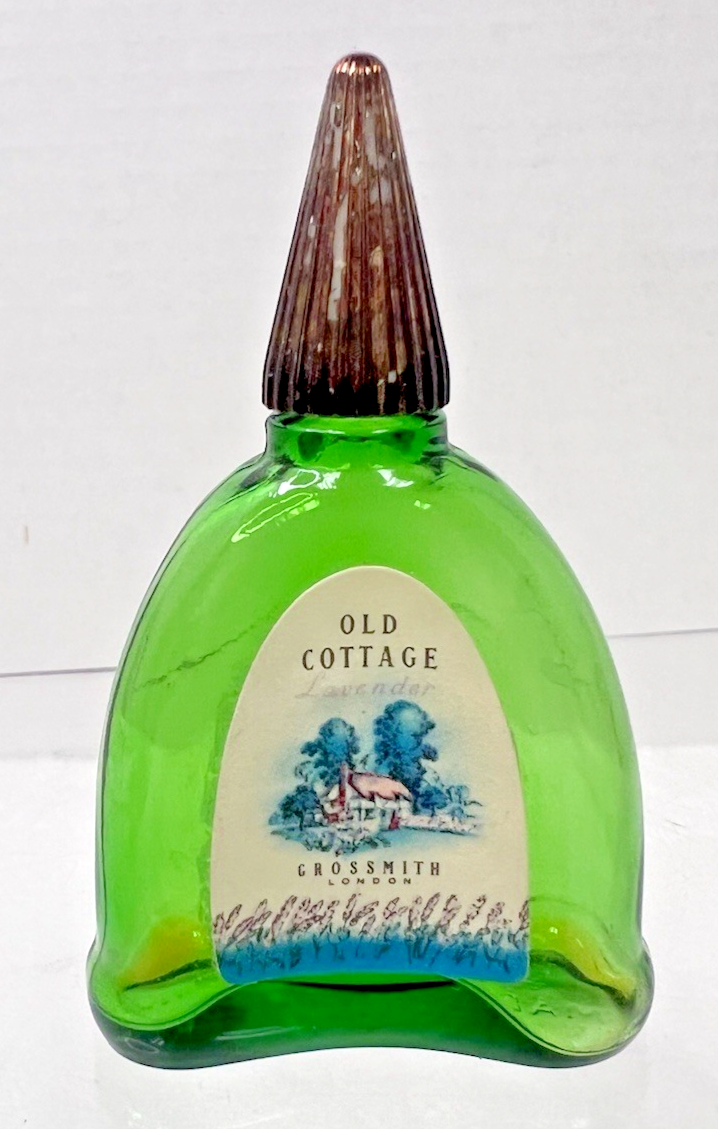 OLD
COTTAGE
Lavender
GROSSMITH
LONDON